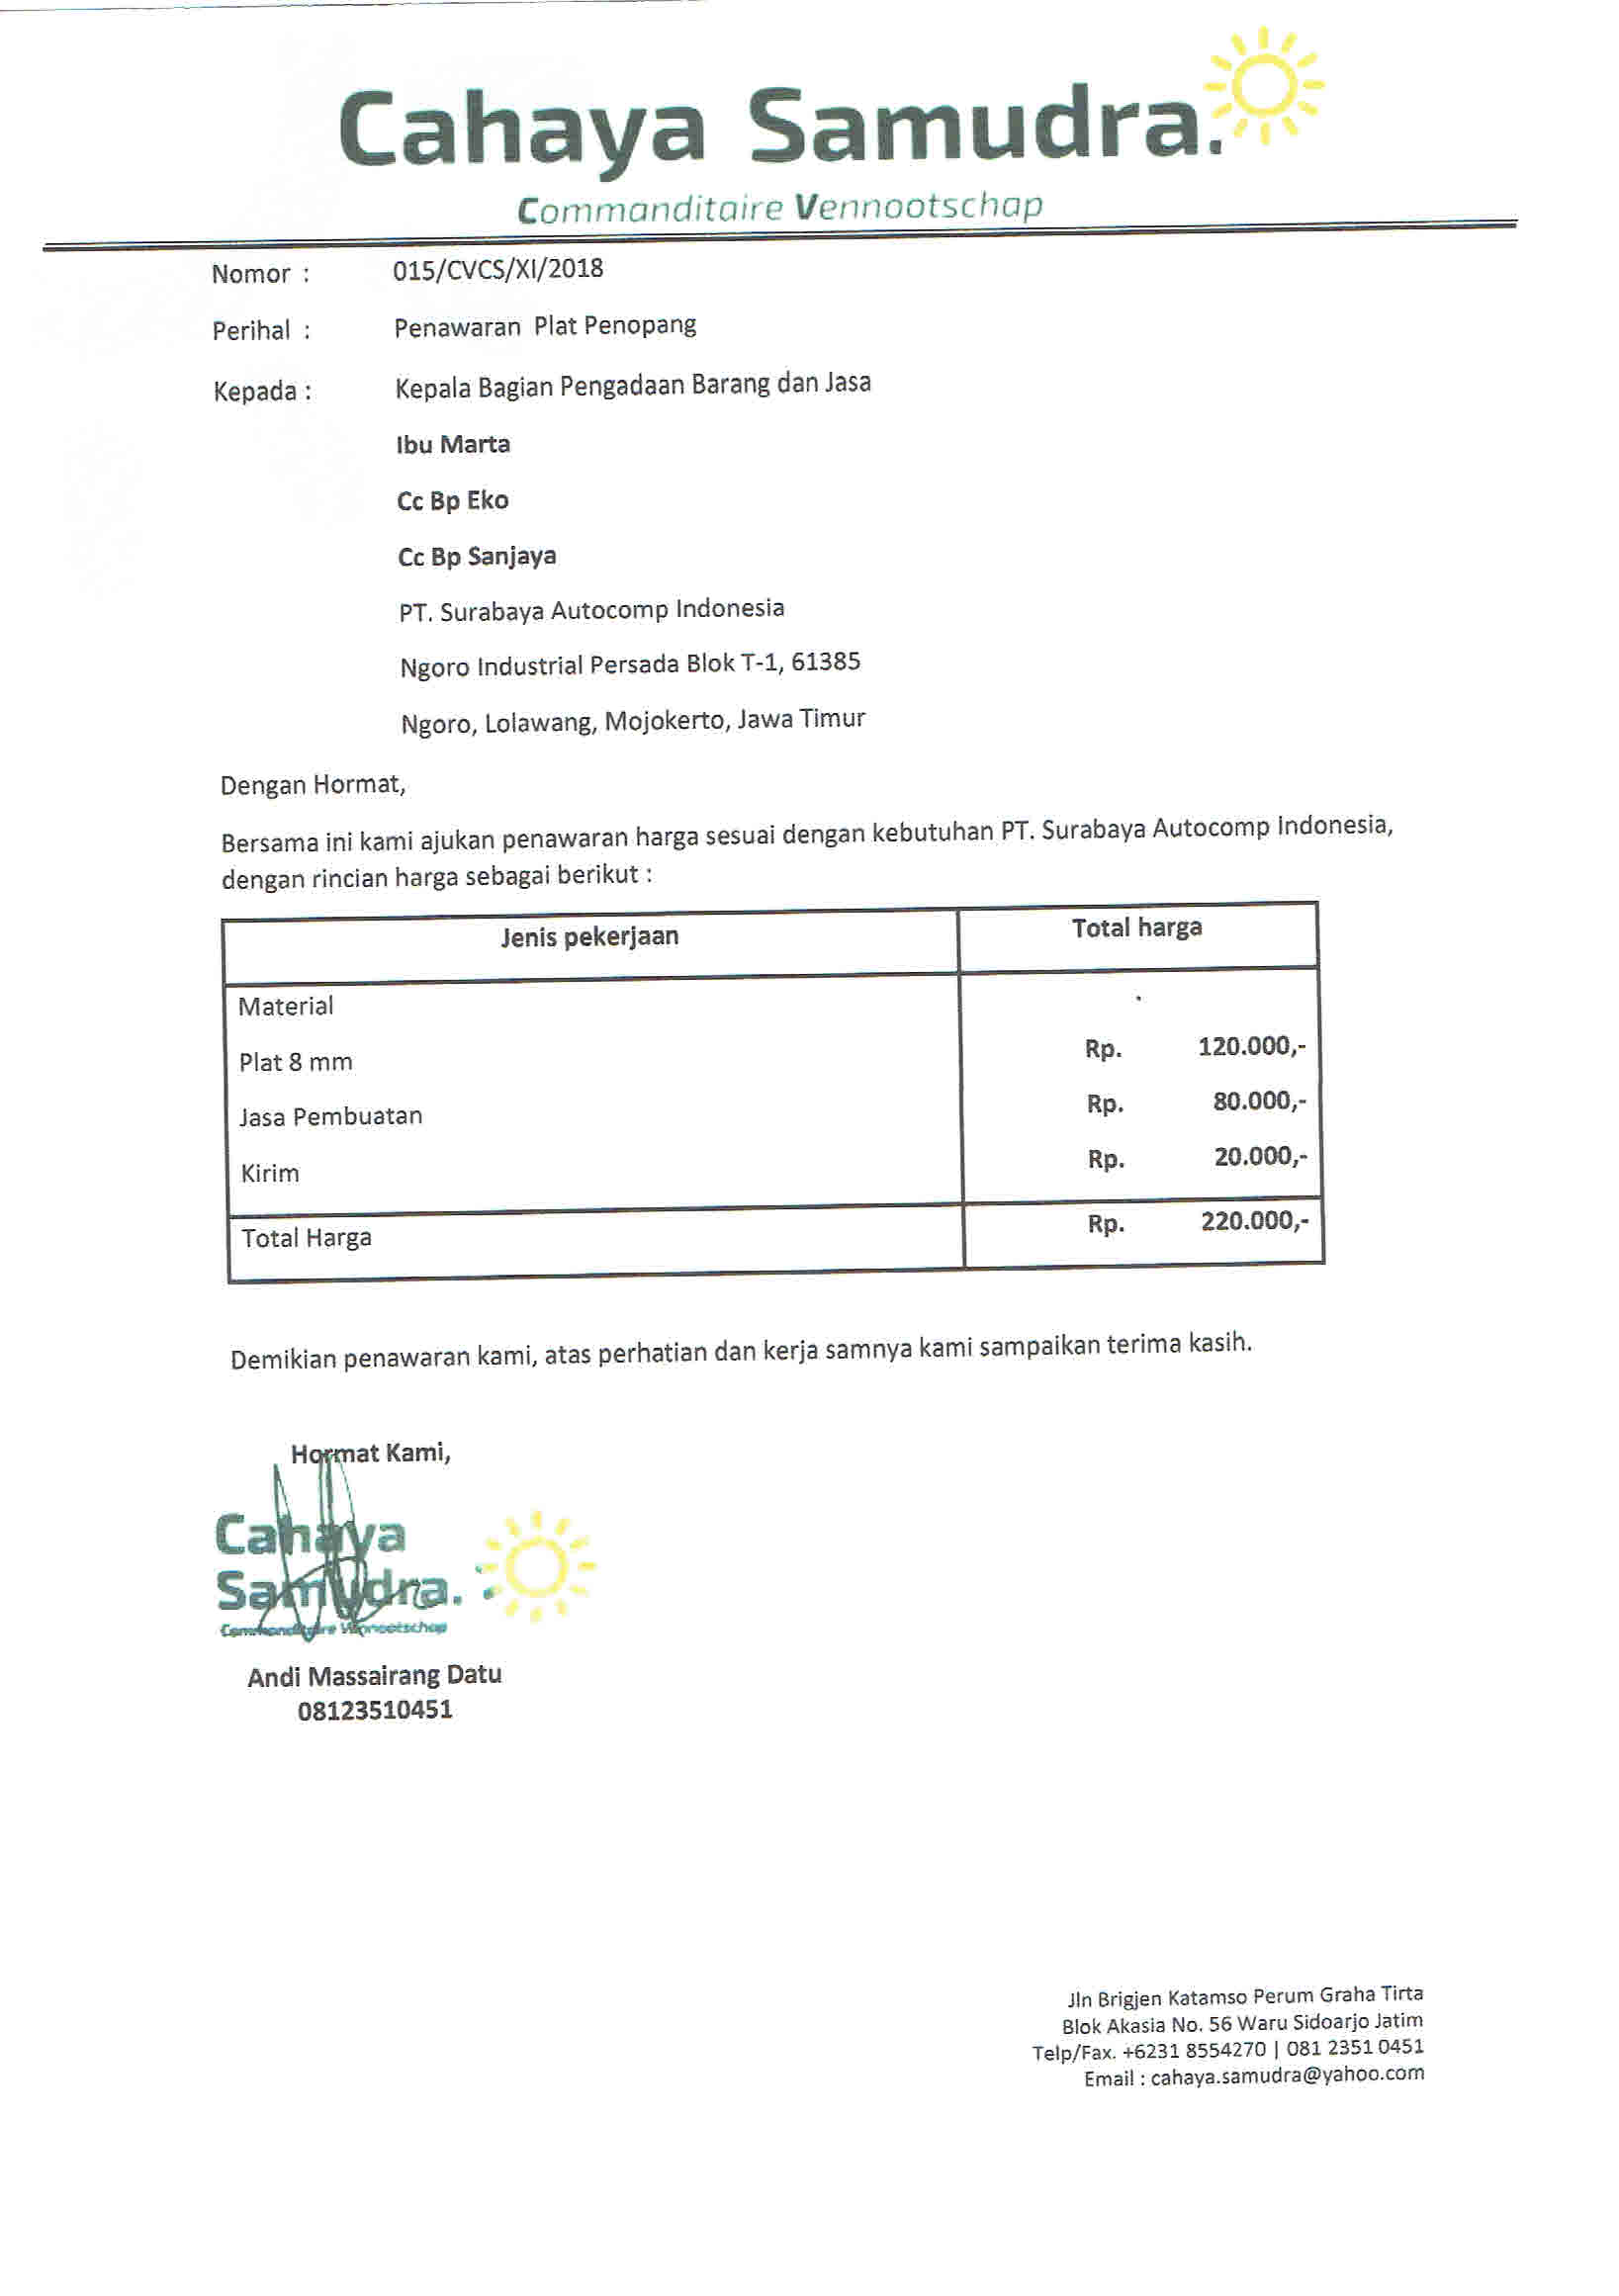 Cahaya Samudra.
Commanditaire Vennootschap
Nomor : 015/CVCS/XI/2018
Perihal : Penawaran Plat Penopang
Kepada : Kepala Bagian Pengadaan Barang dan Jasa
Ibu Marta
Cc Bp Eko
Cc Bp Sanjaya
PT. Surabaya Autocomp Indonesia
Ngoro Industrial Persada Blok T-1, 61385
Ngoro, Lolawang, Mojokerto, Jawa Timur
Dengan Hormat,
Bersama ini kami ajukan penawaran harga sesuai dengan kebutuhan PT. Surabaya Autocomp Indonesia,
dengan rincian harga sebagai berikut :
Jenis pekerjaan Total harga
Material
Plat 8 mm Rp. 120.000,-
Jasa Pembuatan Rp. 80.000,-
Kirim Rp. 20.000,-
Total Harga Rp. 220.000,-
Demikian penawaran kami, atas perhatian dan kerja samnya kami sampaikan terima kasih.
Hormat Kami,
Cahaya
Samudra.
Commanditaire Vennootschap
Andi Massairang Datu
08123510451
Jln Brigjen Katamso Perum Graha Tirta
Blok Akasia No. 56 Waru Sidoarjo Jatim
Telp/Fax. +6231 8554270 | 081 2351 0451
Email : cahaya.samudra@yahoo.com